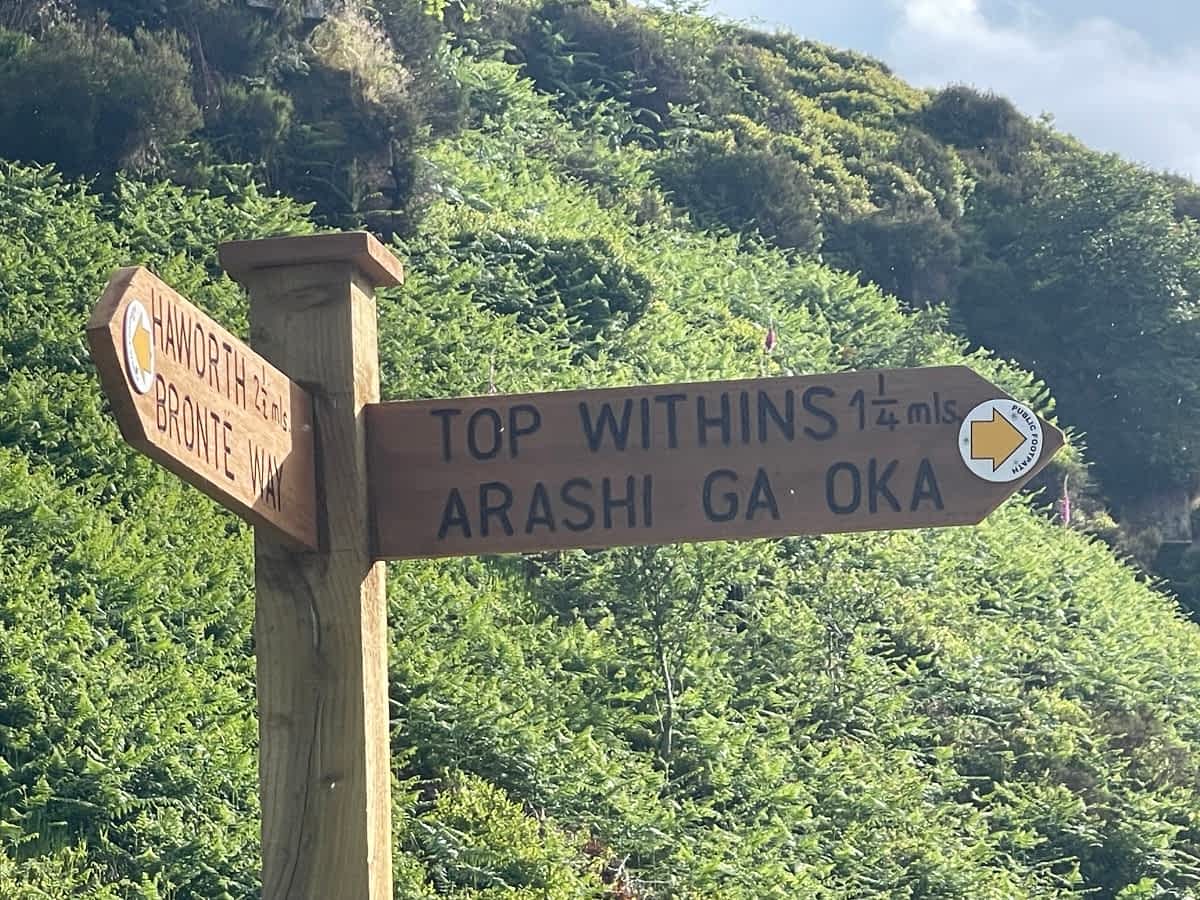 HAWORTH 2½ mls.
BRONTË WAY
TOP WITHINS 1¼ mls.
ARASHI GA OKA
PUBLIC FOOTPATH